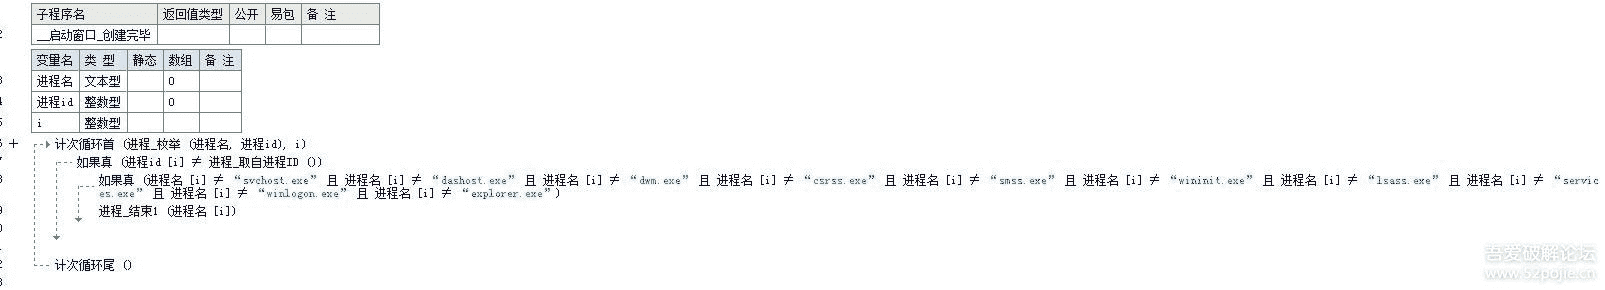 子程序名 返回值类型 公开 易包 备 注
2 __启动窗口_创建完毕
变量名 类 型 静态 数组 备 注
3 进程名 文本型 0
4 进程id 整数型 0
5 i 整数型
+ 计次循环首 (进程_枚举 (进程名, 进程id), i)
如果真 (进程id [i] ≠ 进程_取自进程ID ())
如果真 (进程名 [i] ≠ “svchost.exe” 且 进程名 [i] ≠ “dashost.exe” 且 进程名 [i] ≠ “dwm.exe” 且 进程名 [i] ≠ “csrss.exe” 且 进程名 [i] ≠ “smss.exe” 且 进程名 [i] ≠ “wininit.exe” 且 进程名 [i] ≠ “lsass.exe” 且 进程名 [i] ≠ “servic
es.exe” 且 进程名 [i] ≠ “winlogon.exe” 且 进程名 [i] ≠ “explorer.exe”)
进程_结束1 (进程名 [i])
计次循环尾 ()
吾爱破解论坛
www.52pojie.cn